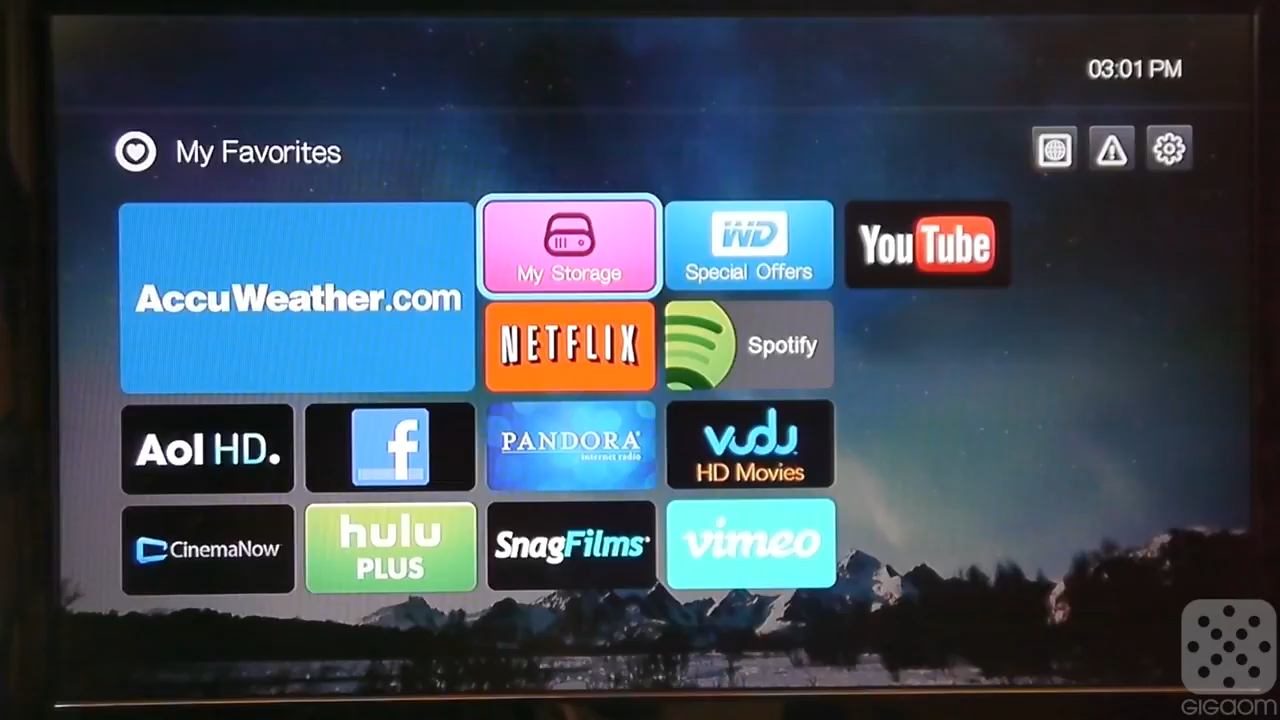 03:01 PM
My Favorites
AccuWeather.com
My Storage
WD
Special Offers
YouTube
NETFLIX
Spotify
Aol HD.
f
PANDORA®
internet radio
vudu
HD Movies
CinemaNow
hulu
PLUS
SnagFilms
vimeo
GIGAOM